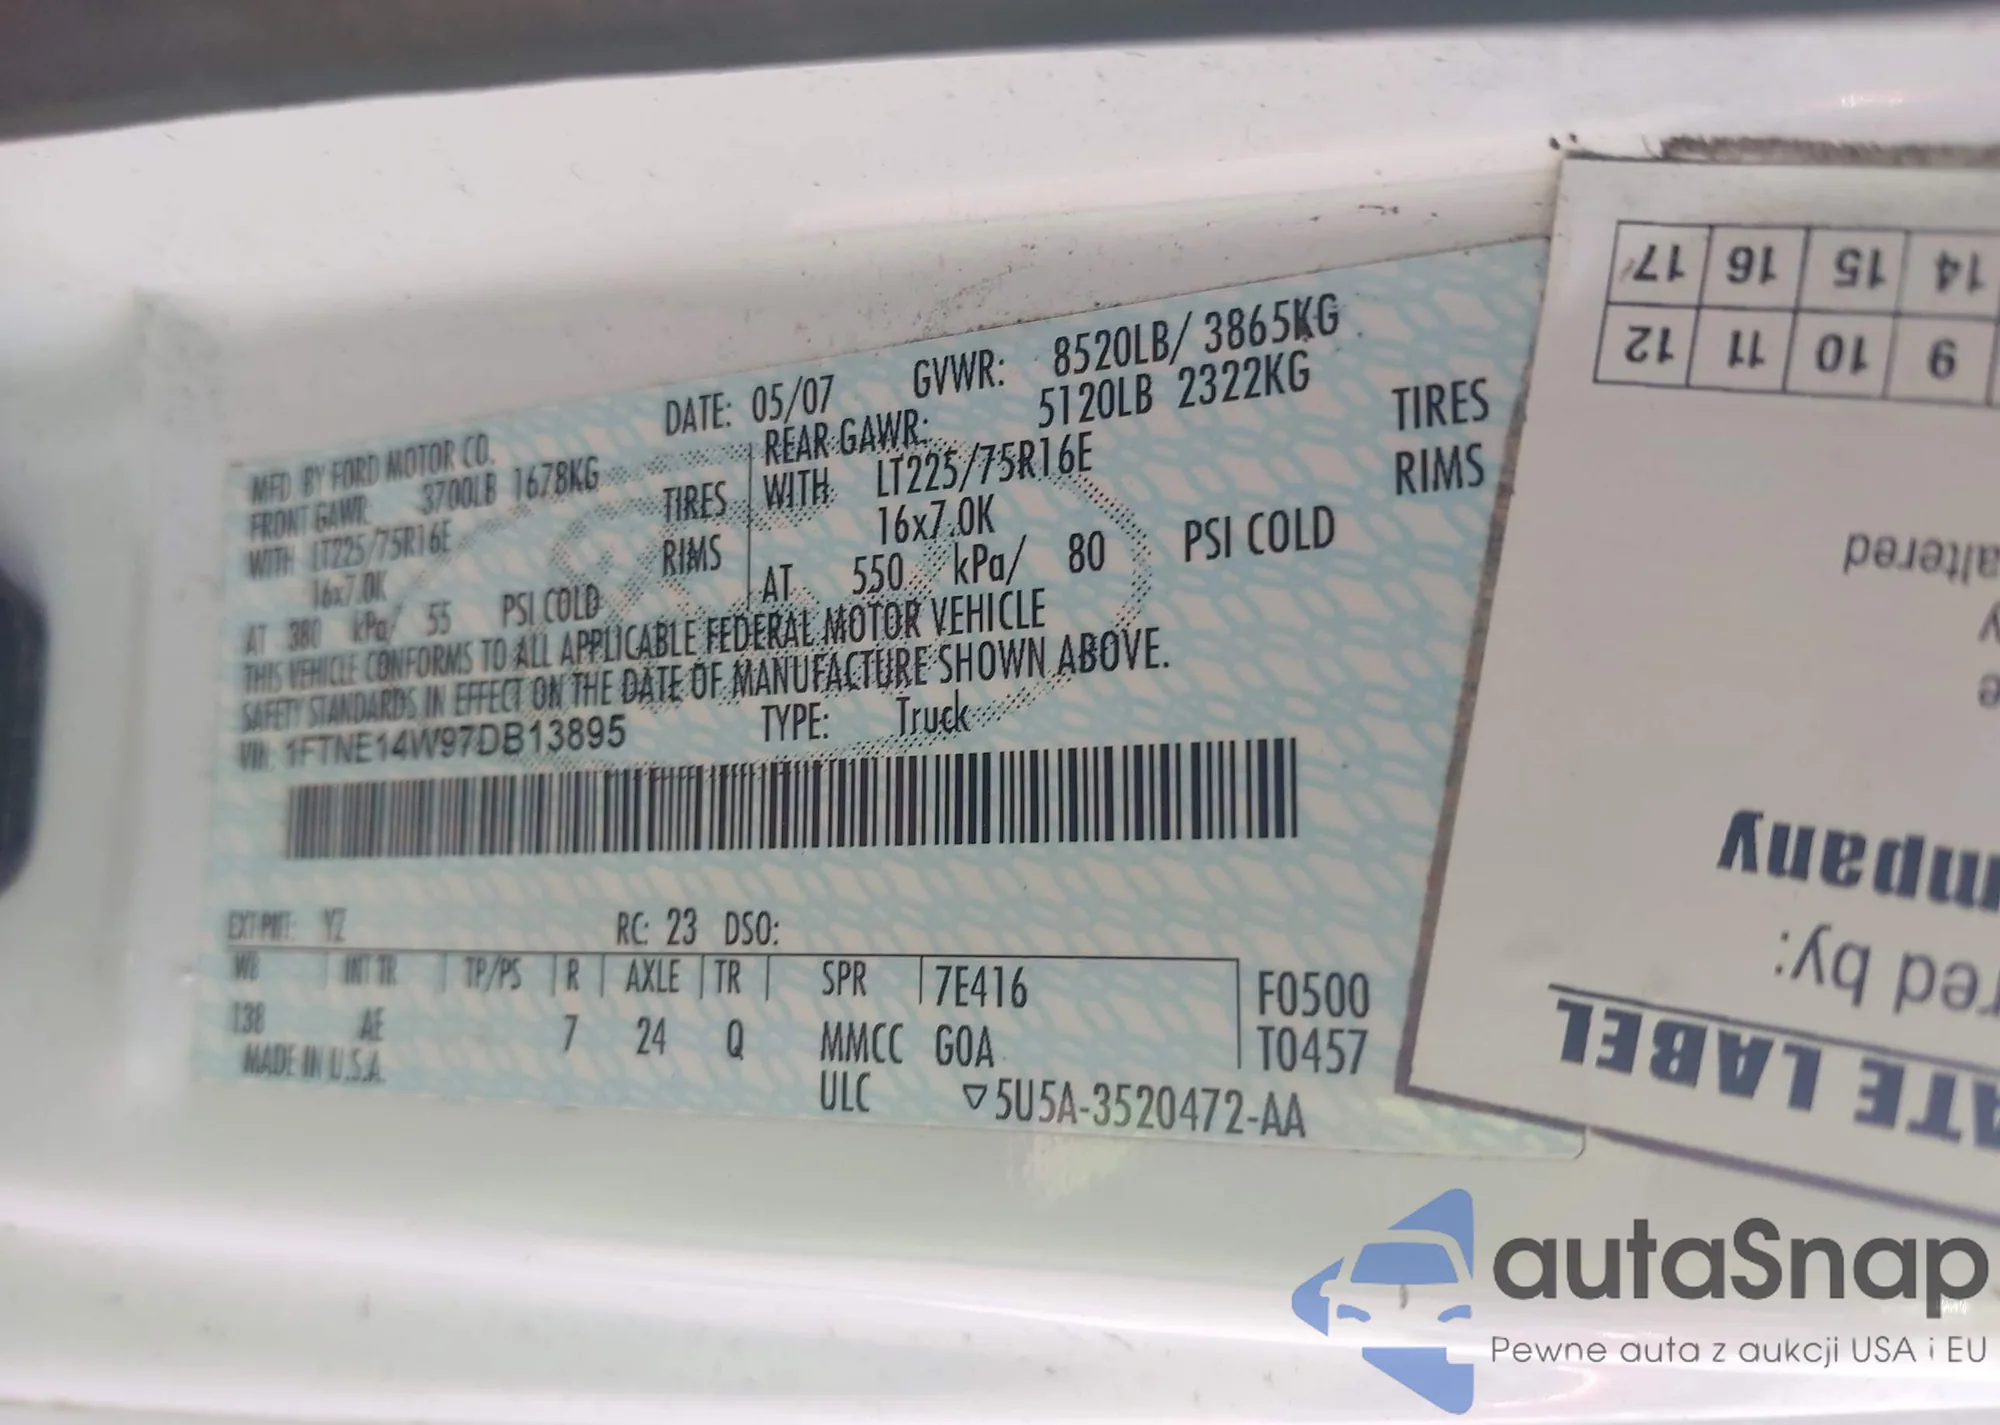 MFD. BY FORD MOTOR CO.
DATE: 05/07 GVWR: 8520LB/ 3865KG
FRONT GAWR: 3700LB 1678KG
REAR GAWR: 5120LB 2322KG
WITH LT225/75R16E TIRES
WITH LT225/75R16E TIRES
16x7.0K RIMS
16x7.0K RIMS
AT 380 kPa/ 55 PSI COLD
AT 550 kPa/ 80 PSI COLD
THIS VEHICLE CONFORMS TO ALL APPLICABLE FEDERAL MOTOR VEHICLE
SAFETY STANDARDS IN EFFECT ON THE DATE OF MANUFACTURE SHOWN ABOVE.
VIN: 1FTNE14W97DB13895 TYPE: Truck
EXT PNT: YZ RC: 23 DSO:
WB INT TR TP/PS R AXLE TR SPR 7E416 F0500
138 AE 7 24 Q MMCC GOA T0457
MADE IN U.S.A. ULC ▽5U5A-3520472-AA
ATE LABEL
red by:
mpany
e
y
altered
9 10 11 12
14 15 16 17
autaSnap
Pewne auta z aukcji USA i EU